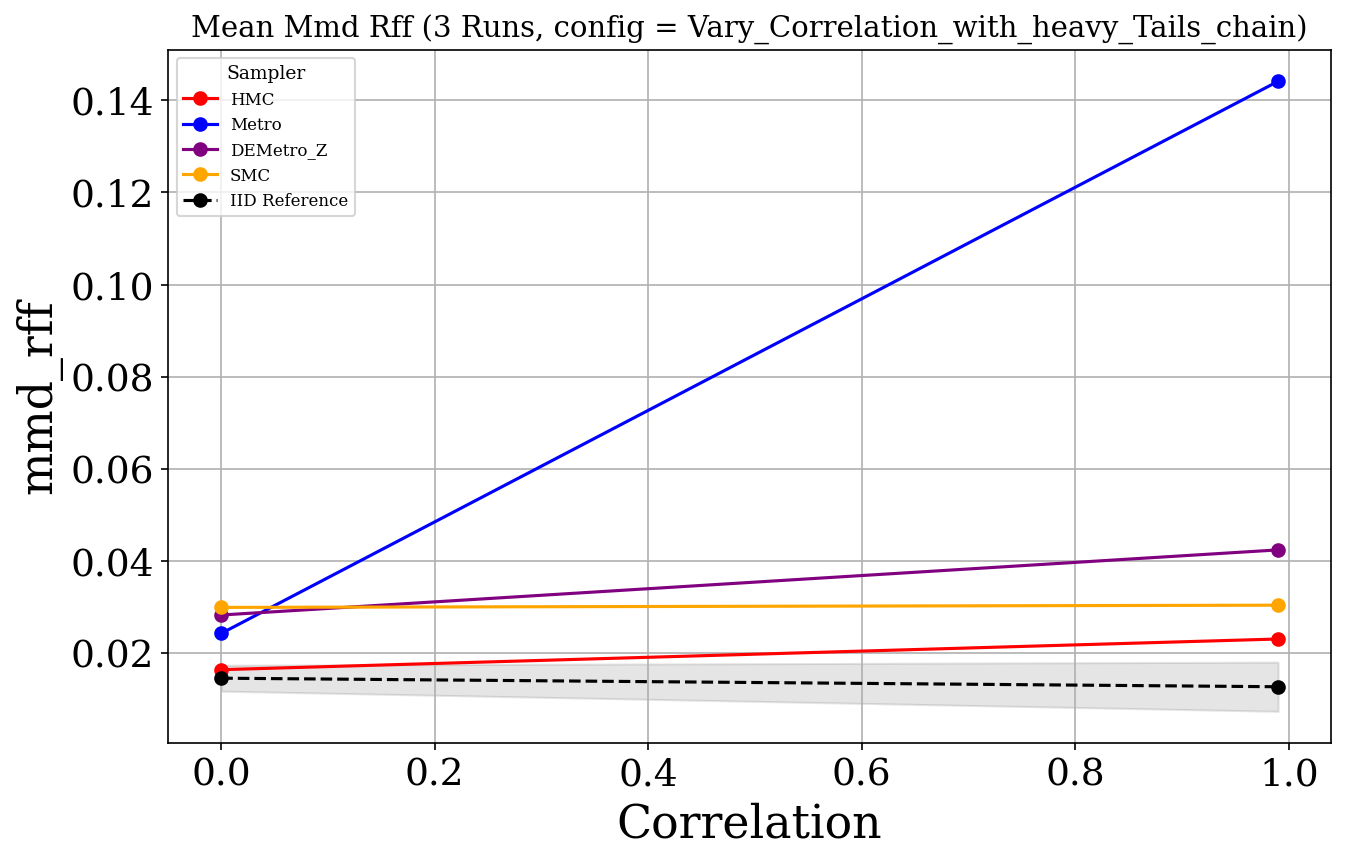 Mean Mmd Rff (3 Runs, config = Vary_Correlation_with_heavy_Tails_chain)
Sampler
HMC
Metro
DEMetro_Z
SMC
IID Reference
mmd_rff
0.14
0.12
0.10
0.08
0.06
0.04
0.02
0.0 0.2 0.4 0.6 0.8 1.0
Correlation